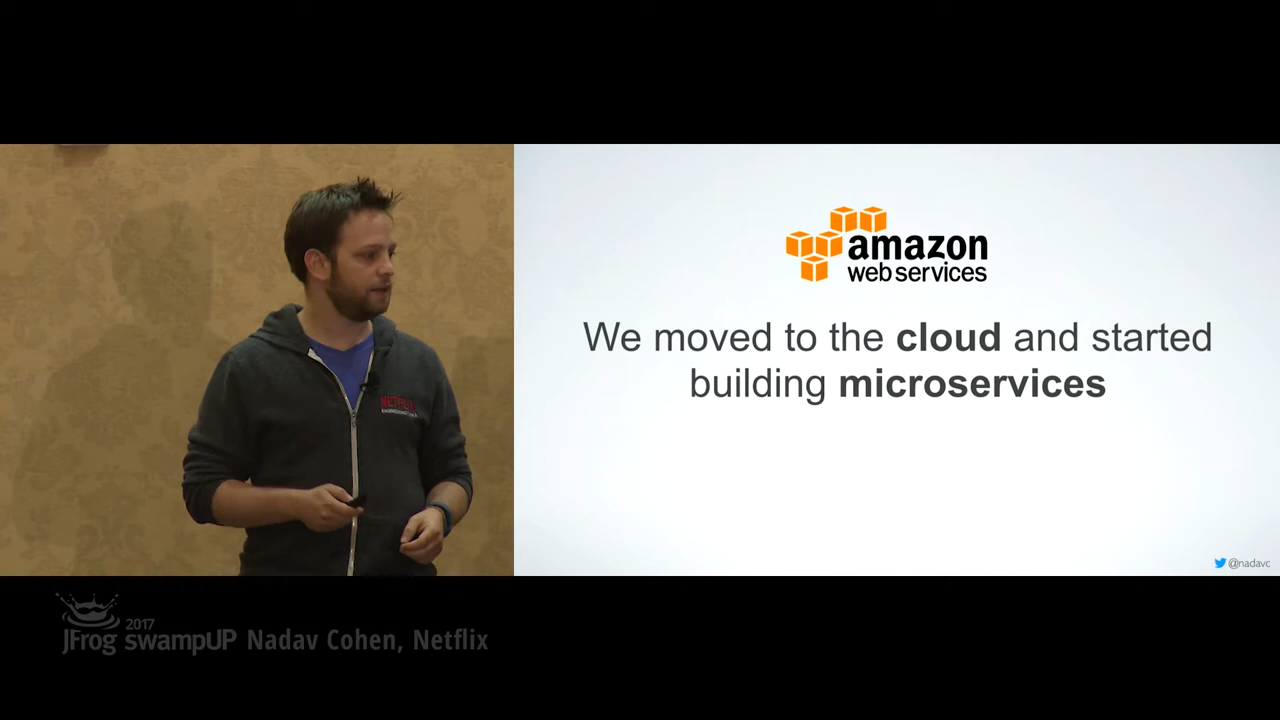 amazon
web services
We moved to the cloud and started
building microservices
@nadavc
NETFLIX
2017
JFrog swampUP Nadav Cohen, Netflix